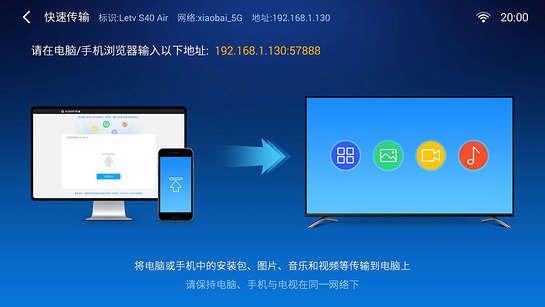 快速传输 标识:Letv S40 Air 网络:xiaobai_5G 地址:192.168.1.130 20:00
请在电脑/手机浏览器输入以下地址: 192.168.1.130:57888
将电脑或手机中的安装包、图片、音乐和视频等传输到电脑上
请保持电脑、手机与电视在同一网络下